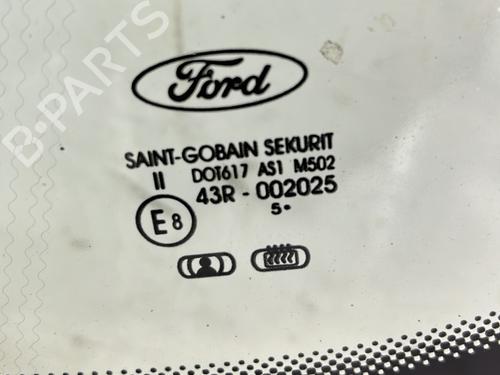 B-PARTS
Ford
SAINT-GOBAIN SEKURIT
II DOT617 AS1 M502
43R - 002025
E8 5•